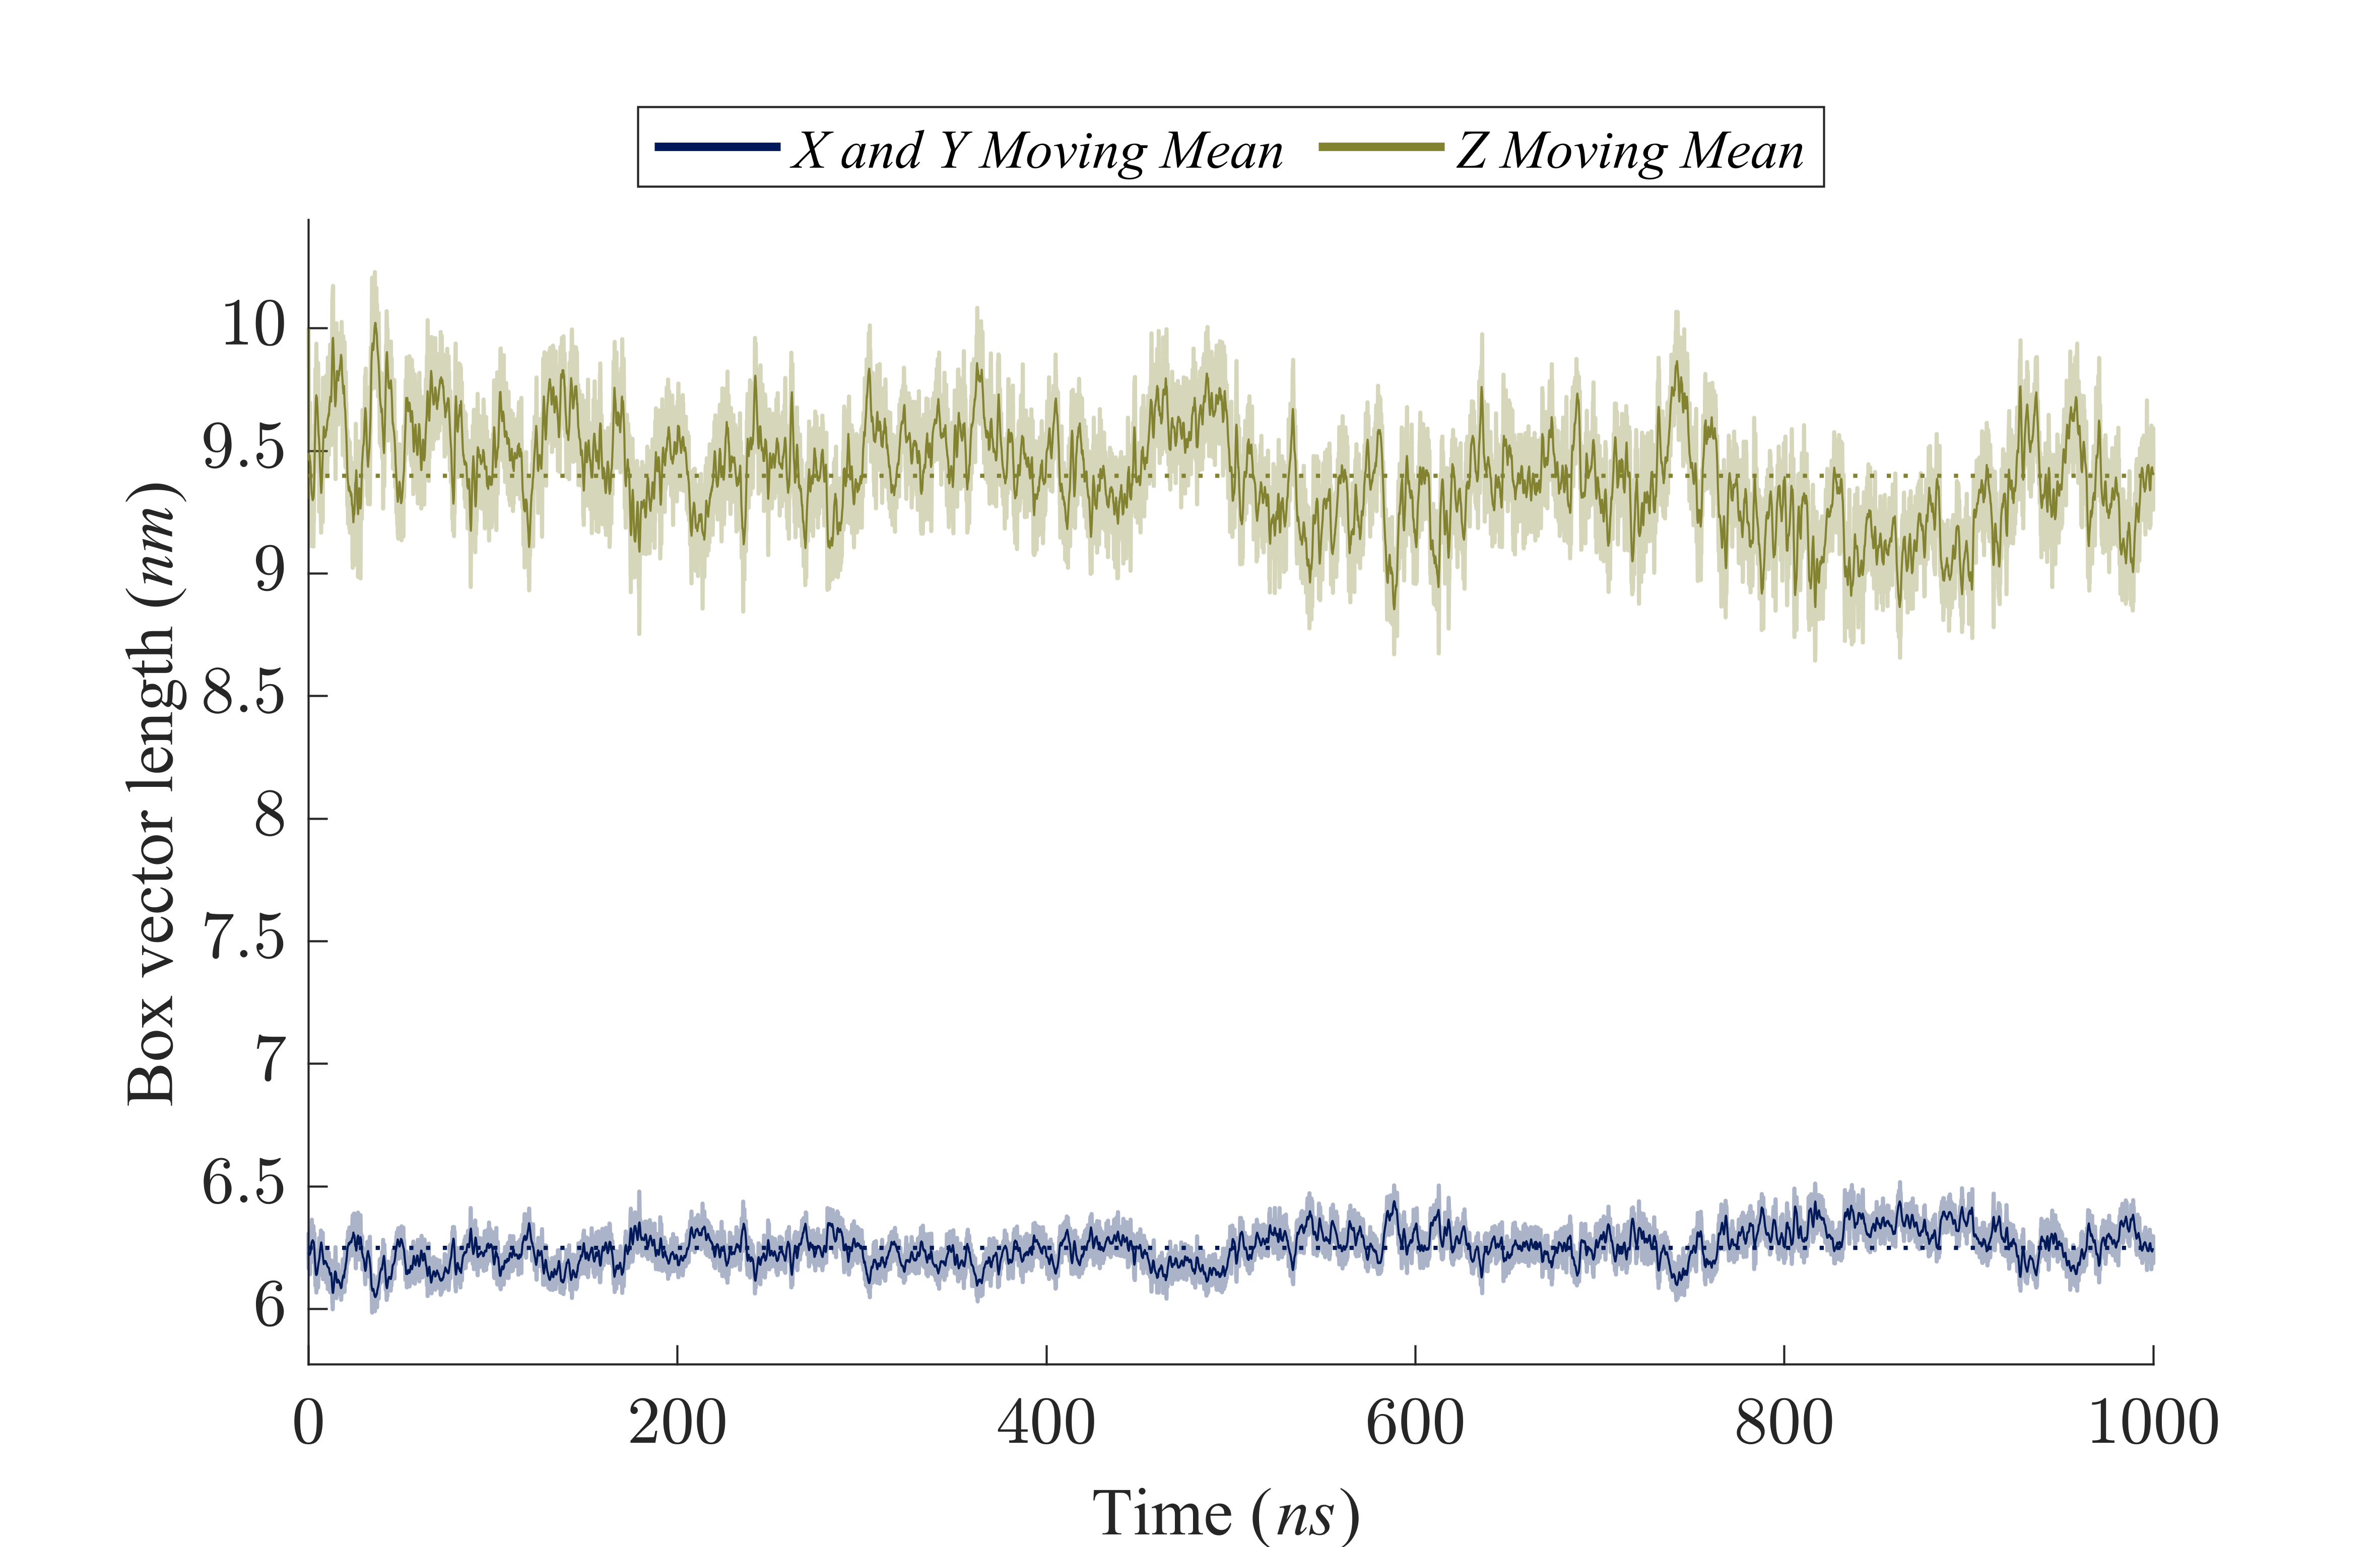 X and Y Moving Mean Z Moving Mean
10
9.5
9
8.5
8
7.5
7
6.5
6
Box vector length (nm)
0 200 400 600 800 1000
Time (ns)